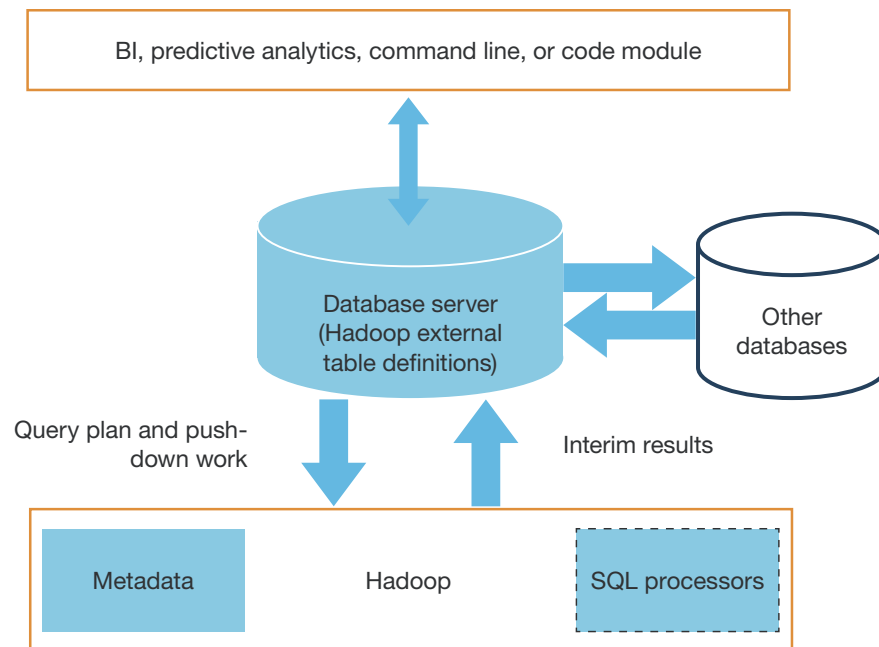 BI, predictive analytics, command line, or code module
Database server
(Hadoop external
table definitions)
Other
databases
Query plan and push-
down work
Interim results
Metadata
Hadoop
SQL processors